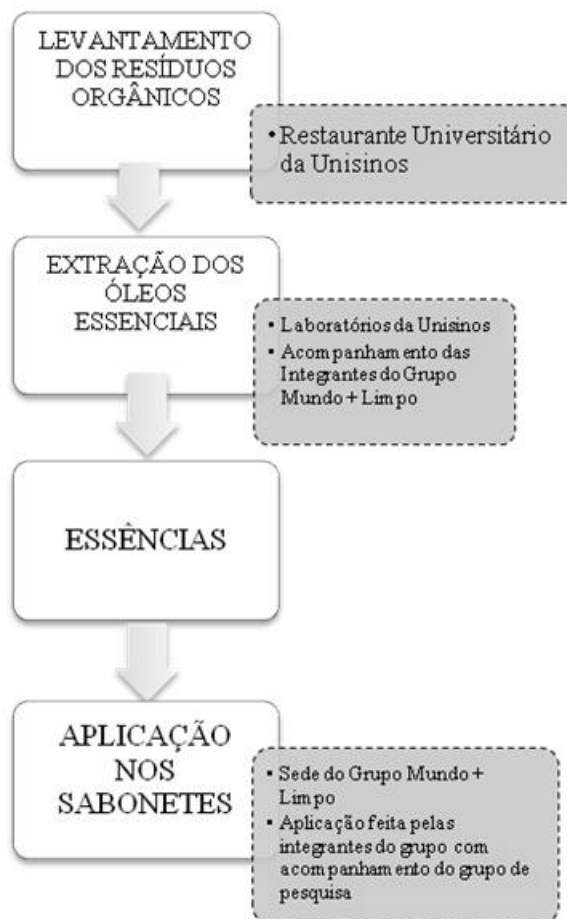 LEVANTAMENTO
DOS RESÍDUOS
ORGÂNICOS
• Restaurante Universitário
da Unisinos
EXTRAÇÃO DOS
ÓLEOS
ESSENCIAIS
▪ Laboratórios da Unisinos
▪ Acompanhamento das
Integrantes do Grupo
Mundo + Limpo
ESSÊNCIAS
APLICAÇÃO
NOS
SABONETES
▪ Sede do Grupo Mundo +
Limpo
▪ Aplicação feita pelas
integrantes do grupo com
acompanhamento do grupo de
pesquisa